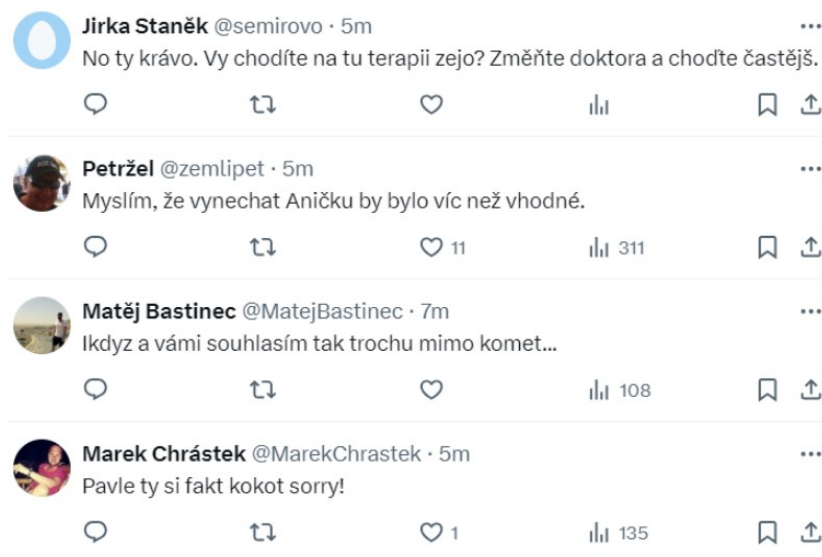 Jirka Staněk @semirovo · 5m
No ty krávo. Vy chodíte na tu terapii zejo? Změňte doktora a choďte častějš.
Petržel @zemlipet · 5m
Myslím, že vynechat Aničku by bylo víc než vhodné.
11 311
Matěj Bastinec @MatejBastinec · 7m
Ikdyz a vámi souhlasím tak trochu mimo komet...
108
Marek Chrástek @MarekChrastek · 5m
Pavle ty si fakt kokot sorry!
1 135